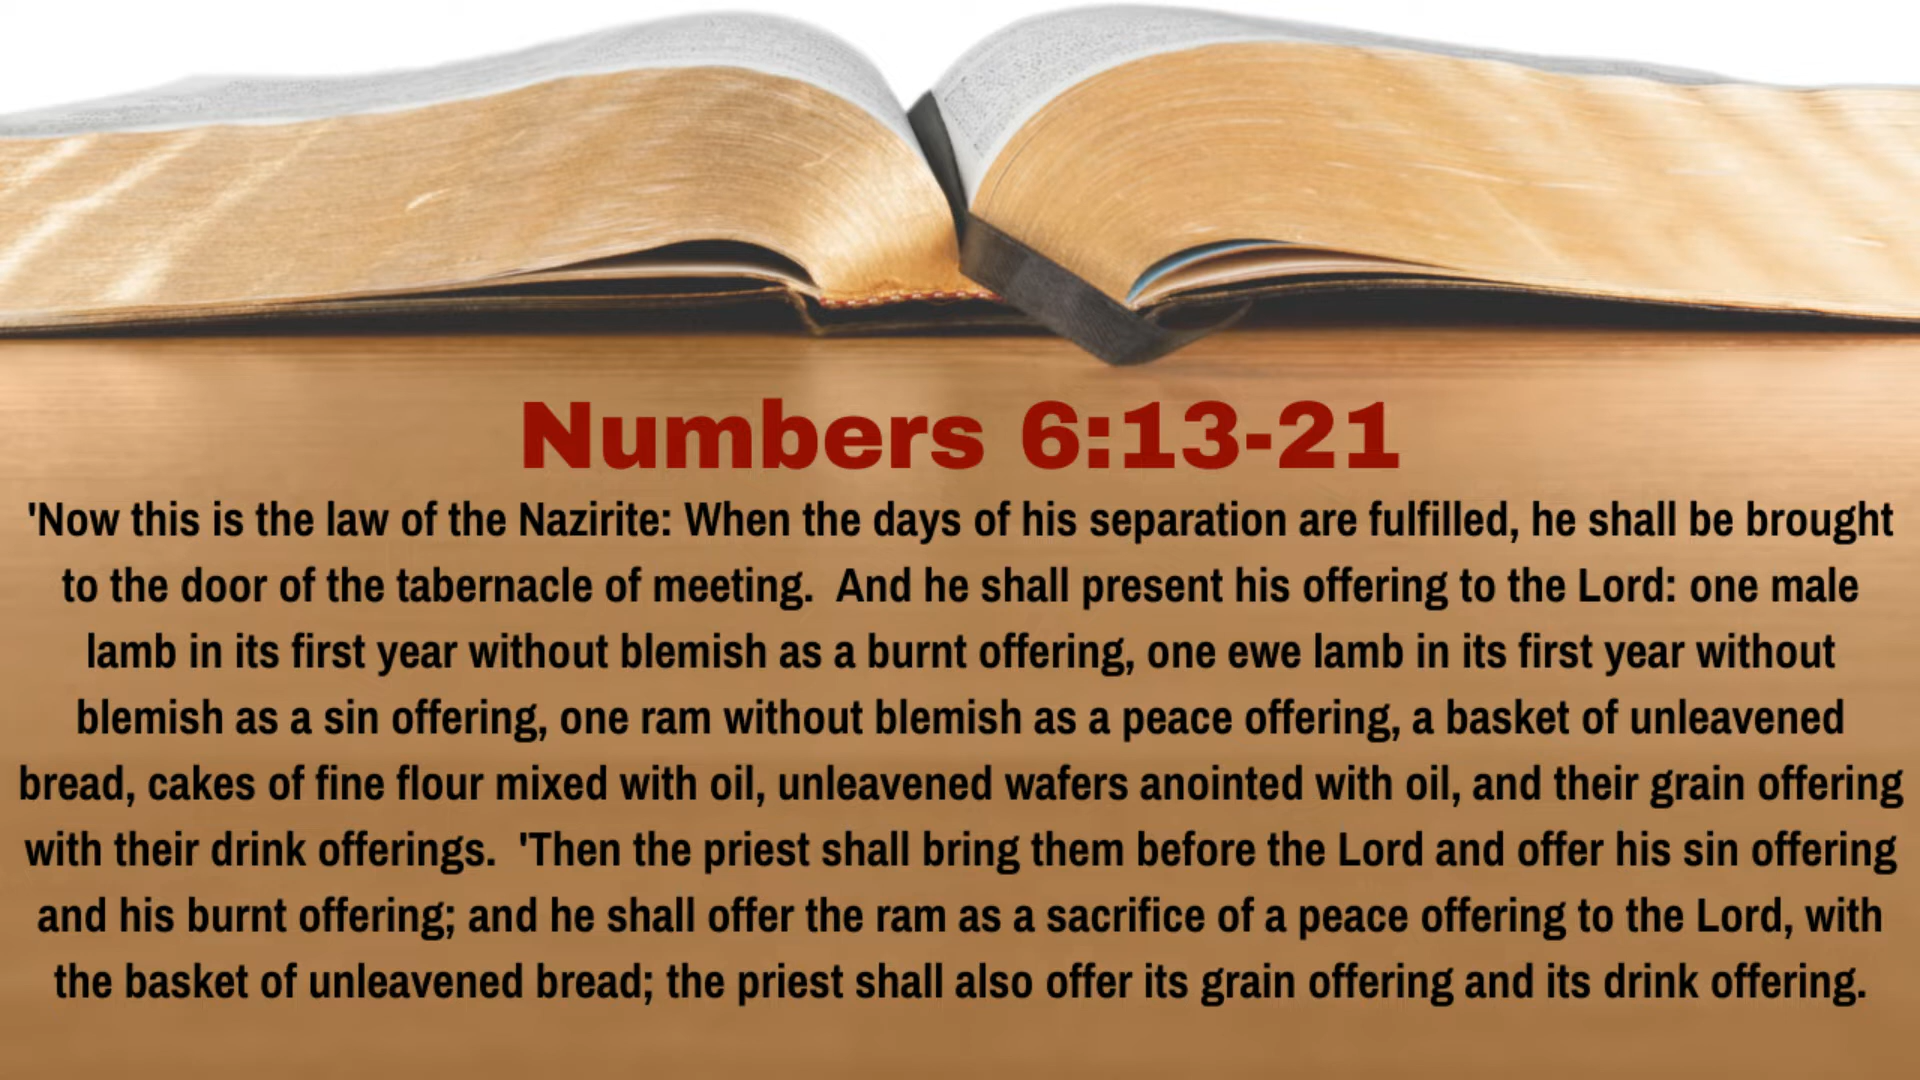 Numbers 6:13-21
'Now this is the law of the Nazirite: When the days of his separation are fulfilled, he shall be brought
to the door of the tabernacle of meeting.  And he shall present his offering to the Lord: one male
lamb in its first year without blemish as a burnt offering, one ewe lamb in its first year without
blemish as a sin offering, one ram without blemish as a peace offering, a basket of unleavened
bread, cakes of fine flour mixed with oil, unleavened wafers anointed with oil, and their grain offering
with their drink offerings.  'Then the priest shall bring them before the Lord and offer his sin offering
and his burnt offering; and he shall offer the ram as a sacrifice of a peace offering to the Lord, with
the basket of unleavened bread; the priest shall also offer its grain offering and its drink offering.